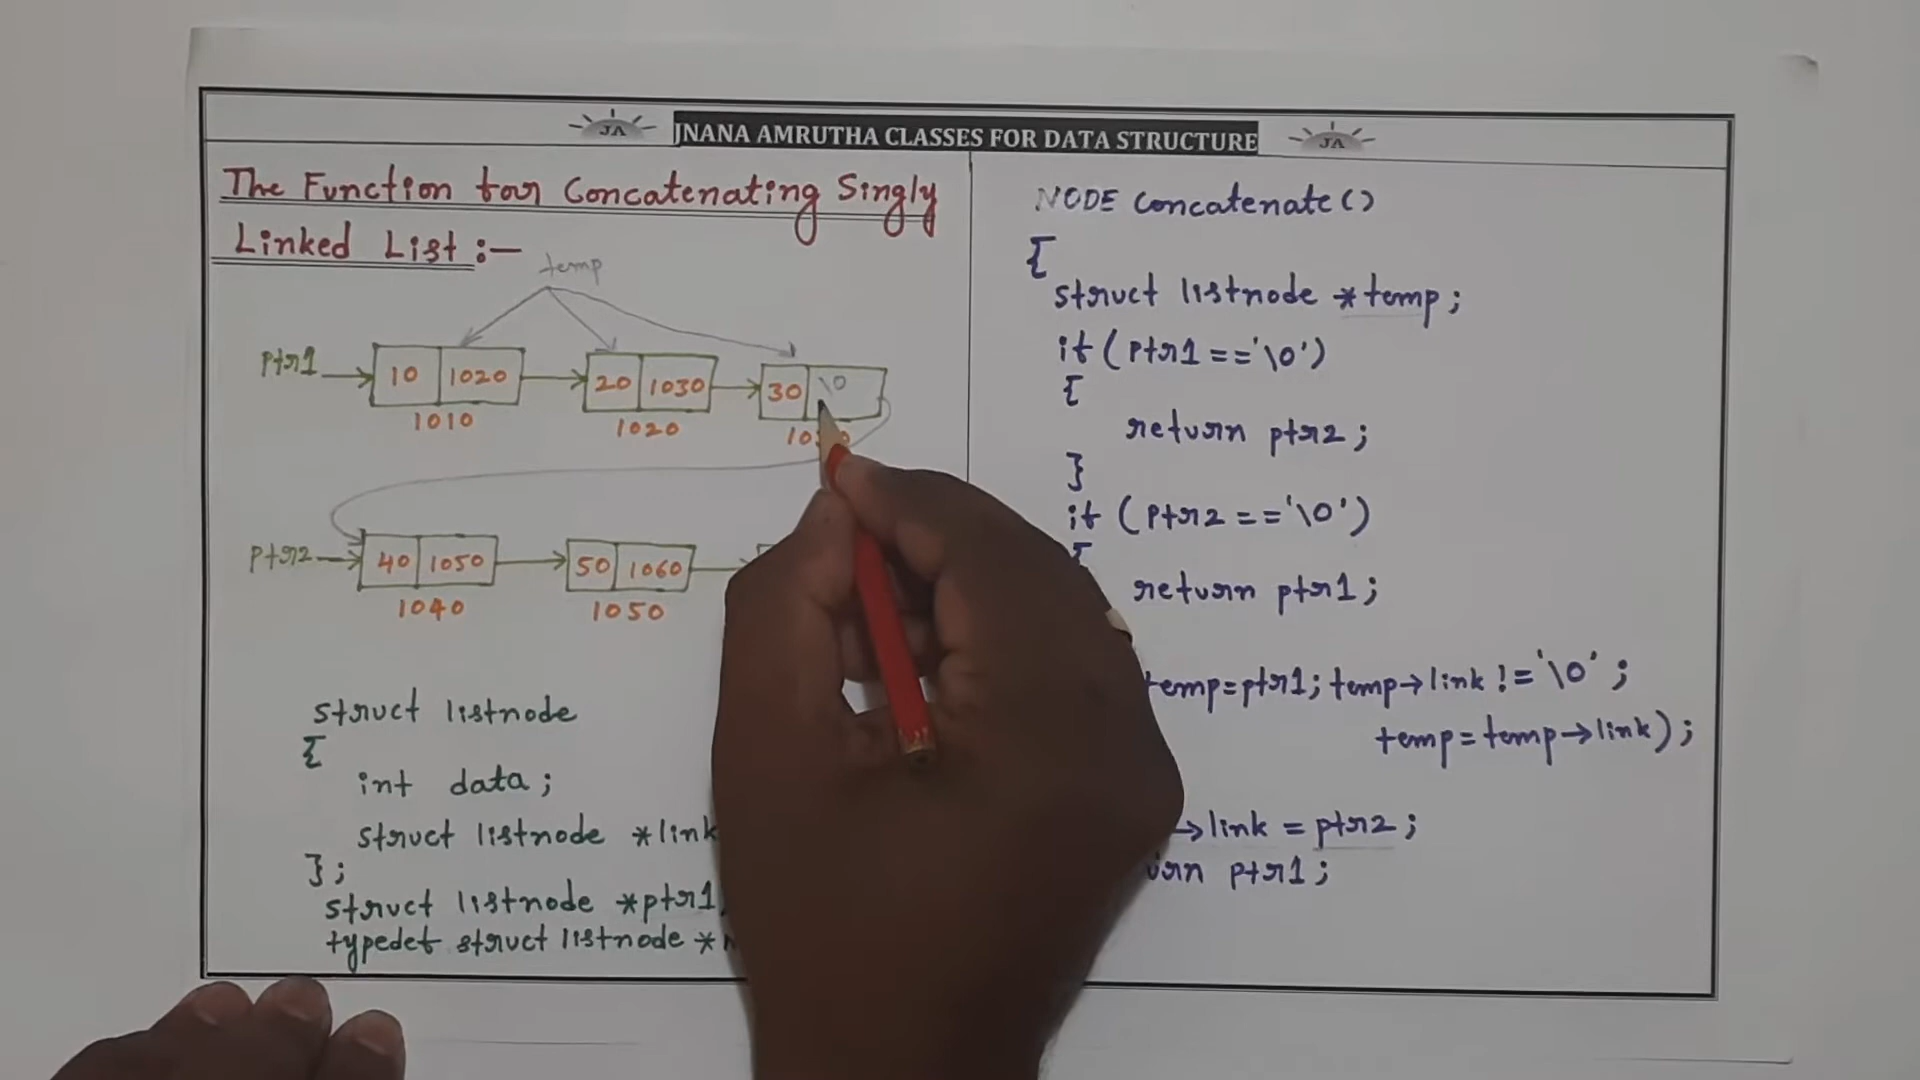 JA JNANA AMRUTHA CLASSES FOR DATA STRUCTURE JA
The Function for Concatenating Singly
Linked List :-
temp
ptr1 10 1020 20 1030 30 \0
1010 1020
ptr2 40 1050 50 1060
1040 1050
struct listnode
{
int data;
struct listnode *link
};
struct listnode *ptr1,
typedef struct listnode *
NODE concatenate()
{
struct listnode *temp;
if (ptr1 == '\0')
{
return ptr2;
}
if (ptr2 == '\0')
{
return ptr1;
temp=ptr1; temp→link != '\0';
temp=temp→link);
→link = ptr2;
ptr1;